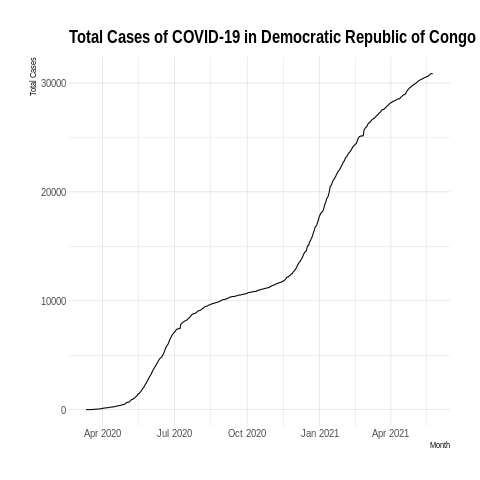 Total Cases of COVID-19 in Democratic Republic of Congo
Total Cases
30000
20000
10000
0
Apr 2020 Jul 2020 Oct 2020 Jan 2021 Apr 2021
Month